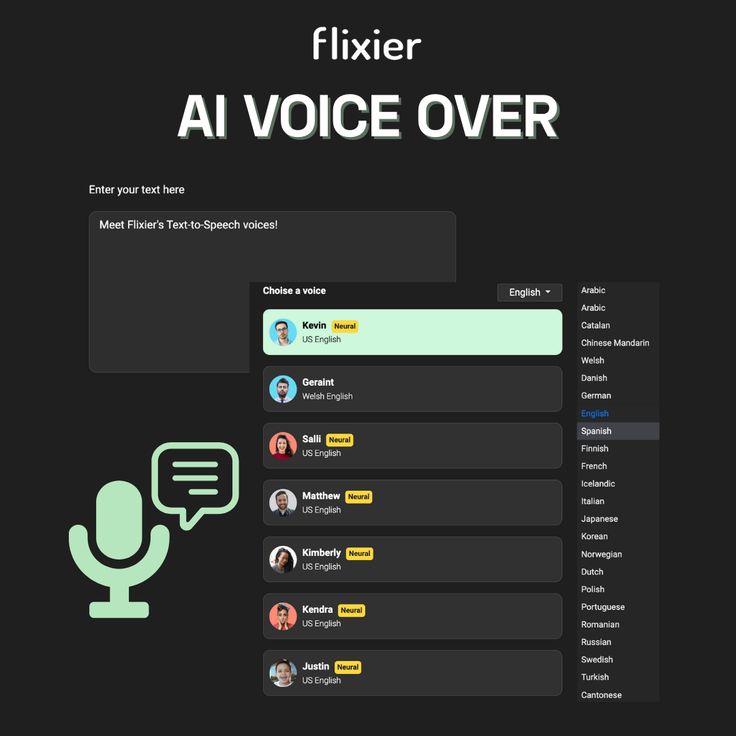 flixier
AI VOICE OVER
Enter your text here
Meet Flixier's Text-to-Speech voices!
Choise a voice
English
Kevin Neural
US English
Geraint
Welsh English
Salli Neural
US English
Matthew Neural
US English
Kimberly Neural
US English
Kendra Neural
US English
Justin Neural
US English
Arabic
Arabic
Catalan
Chinese Mandarin
Welsh
Danish
German
English
Spanish
Finnish
French
Icelandic
Italian
Japanese
Korean
Norwegian
Dutch
Polish
Portuguese
Romanian
Russian
Swedish
Turkish
Cantonese